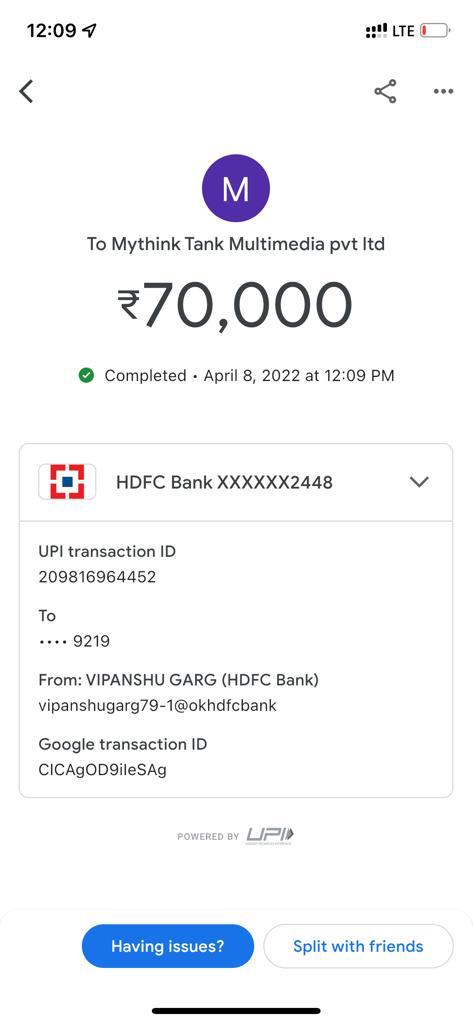 12:09
LTE
M
To Mythink Tank Multimedia pvt ltd
₹70,000
Completed • April 8, 2022 at 12:09 PM
HDFC Bank XXXXXX2448
UPI transaction ID
209816964452
To
•••• 9219
From: VIPANSHU GARG (HDFC Bank)
vipanshugarg79-1@okhdfcbank
Google transaction ID
CICAgOD9ileSAg
POWERED BY UPI
Having issues?
Split with friends